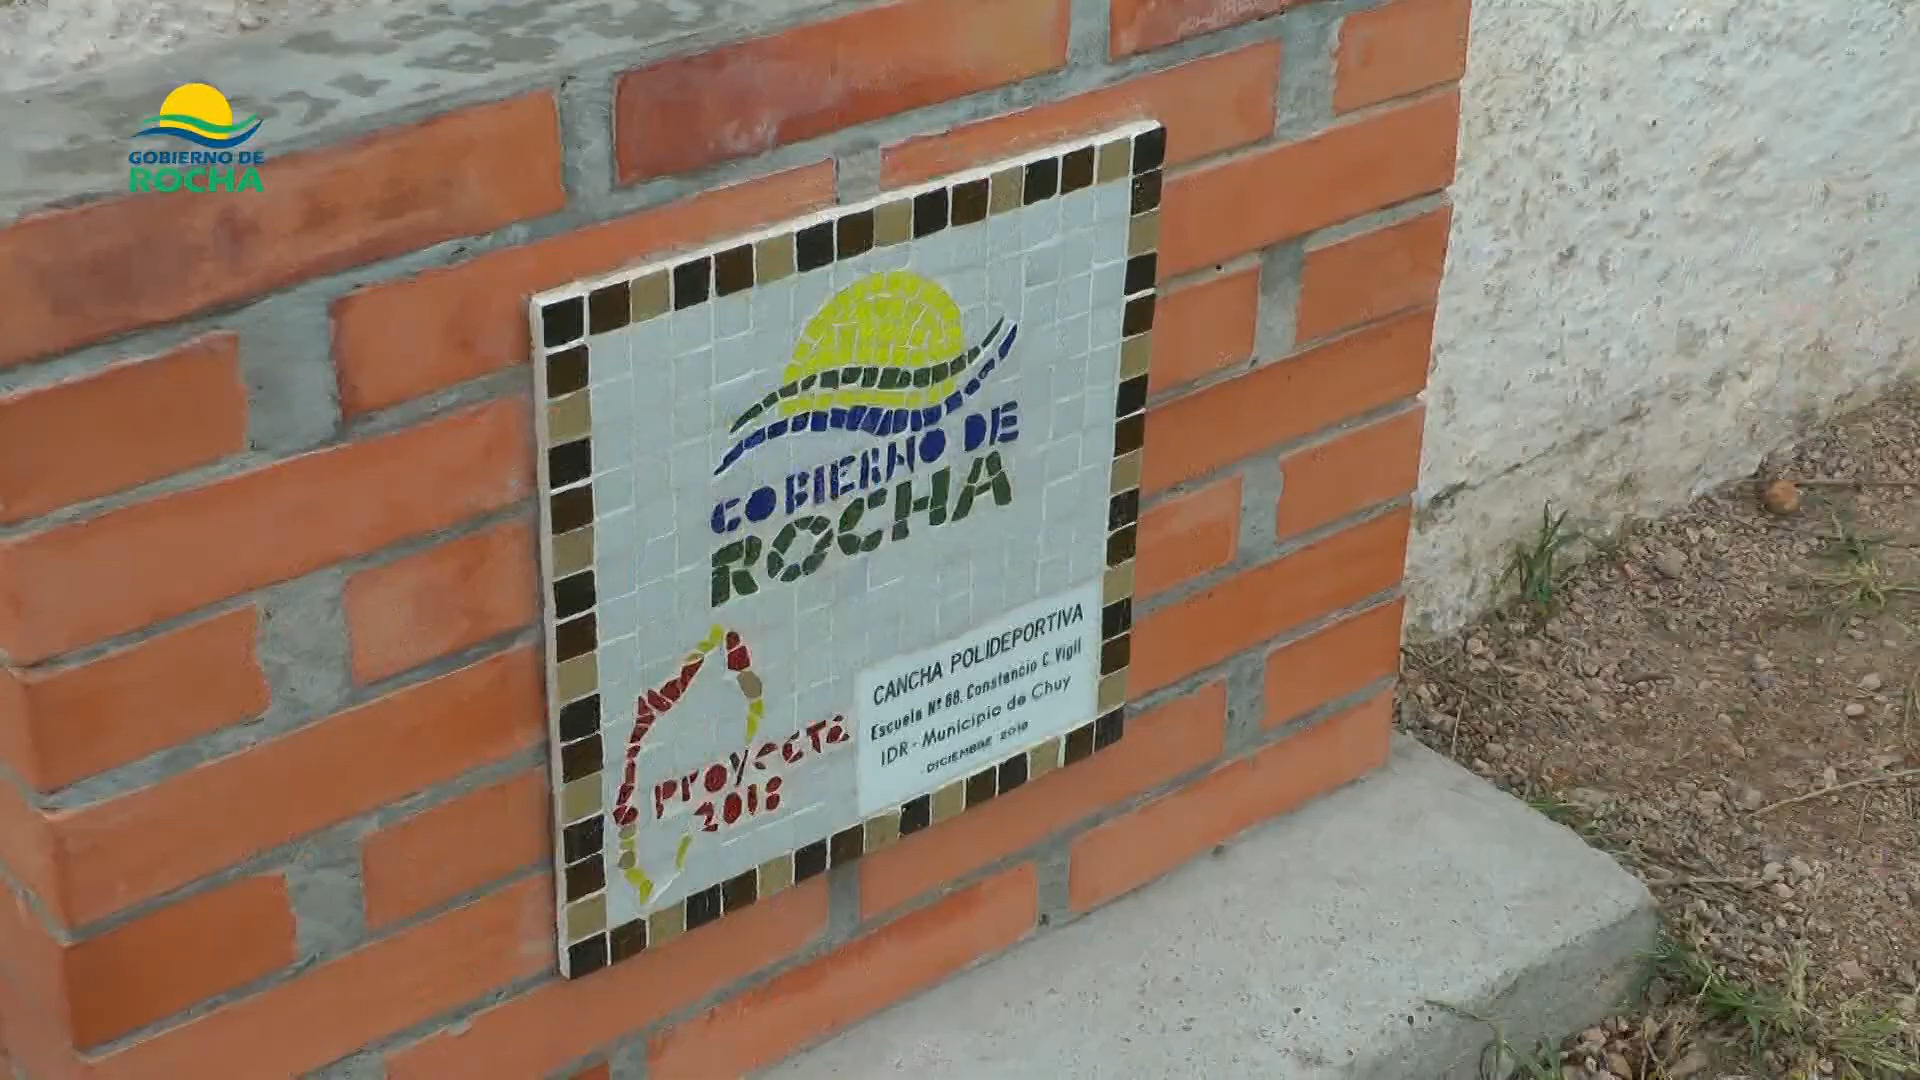 GOBIERNO DE
ROCHA
GOBIERNO DE
ROCHA
PROYECTA
2018
CANCHA POLIDEPORTIVA
Escuela Nº 88. Constancio C. Vigil
IDR - Municipio de Chuy
DICIEMBRE 2018